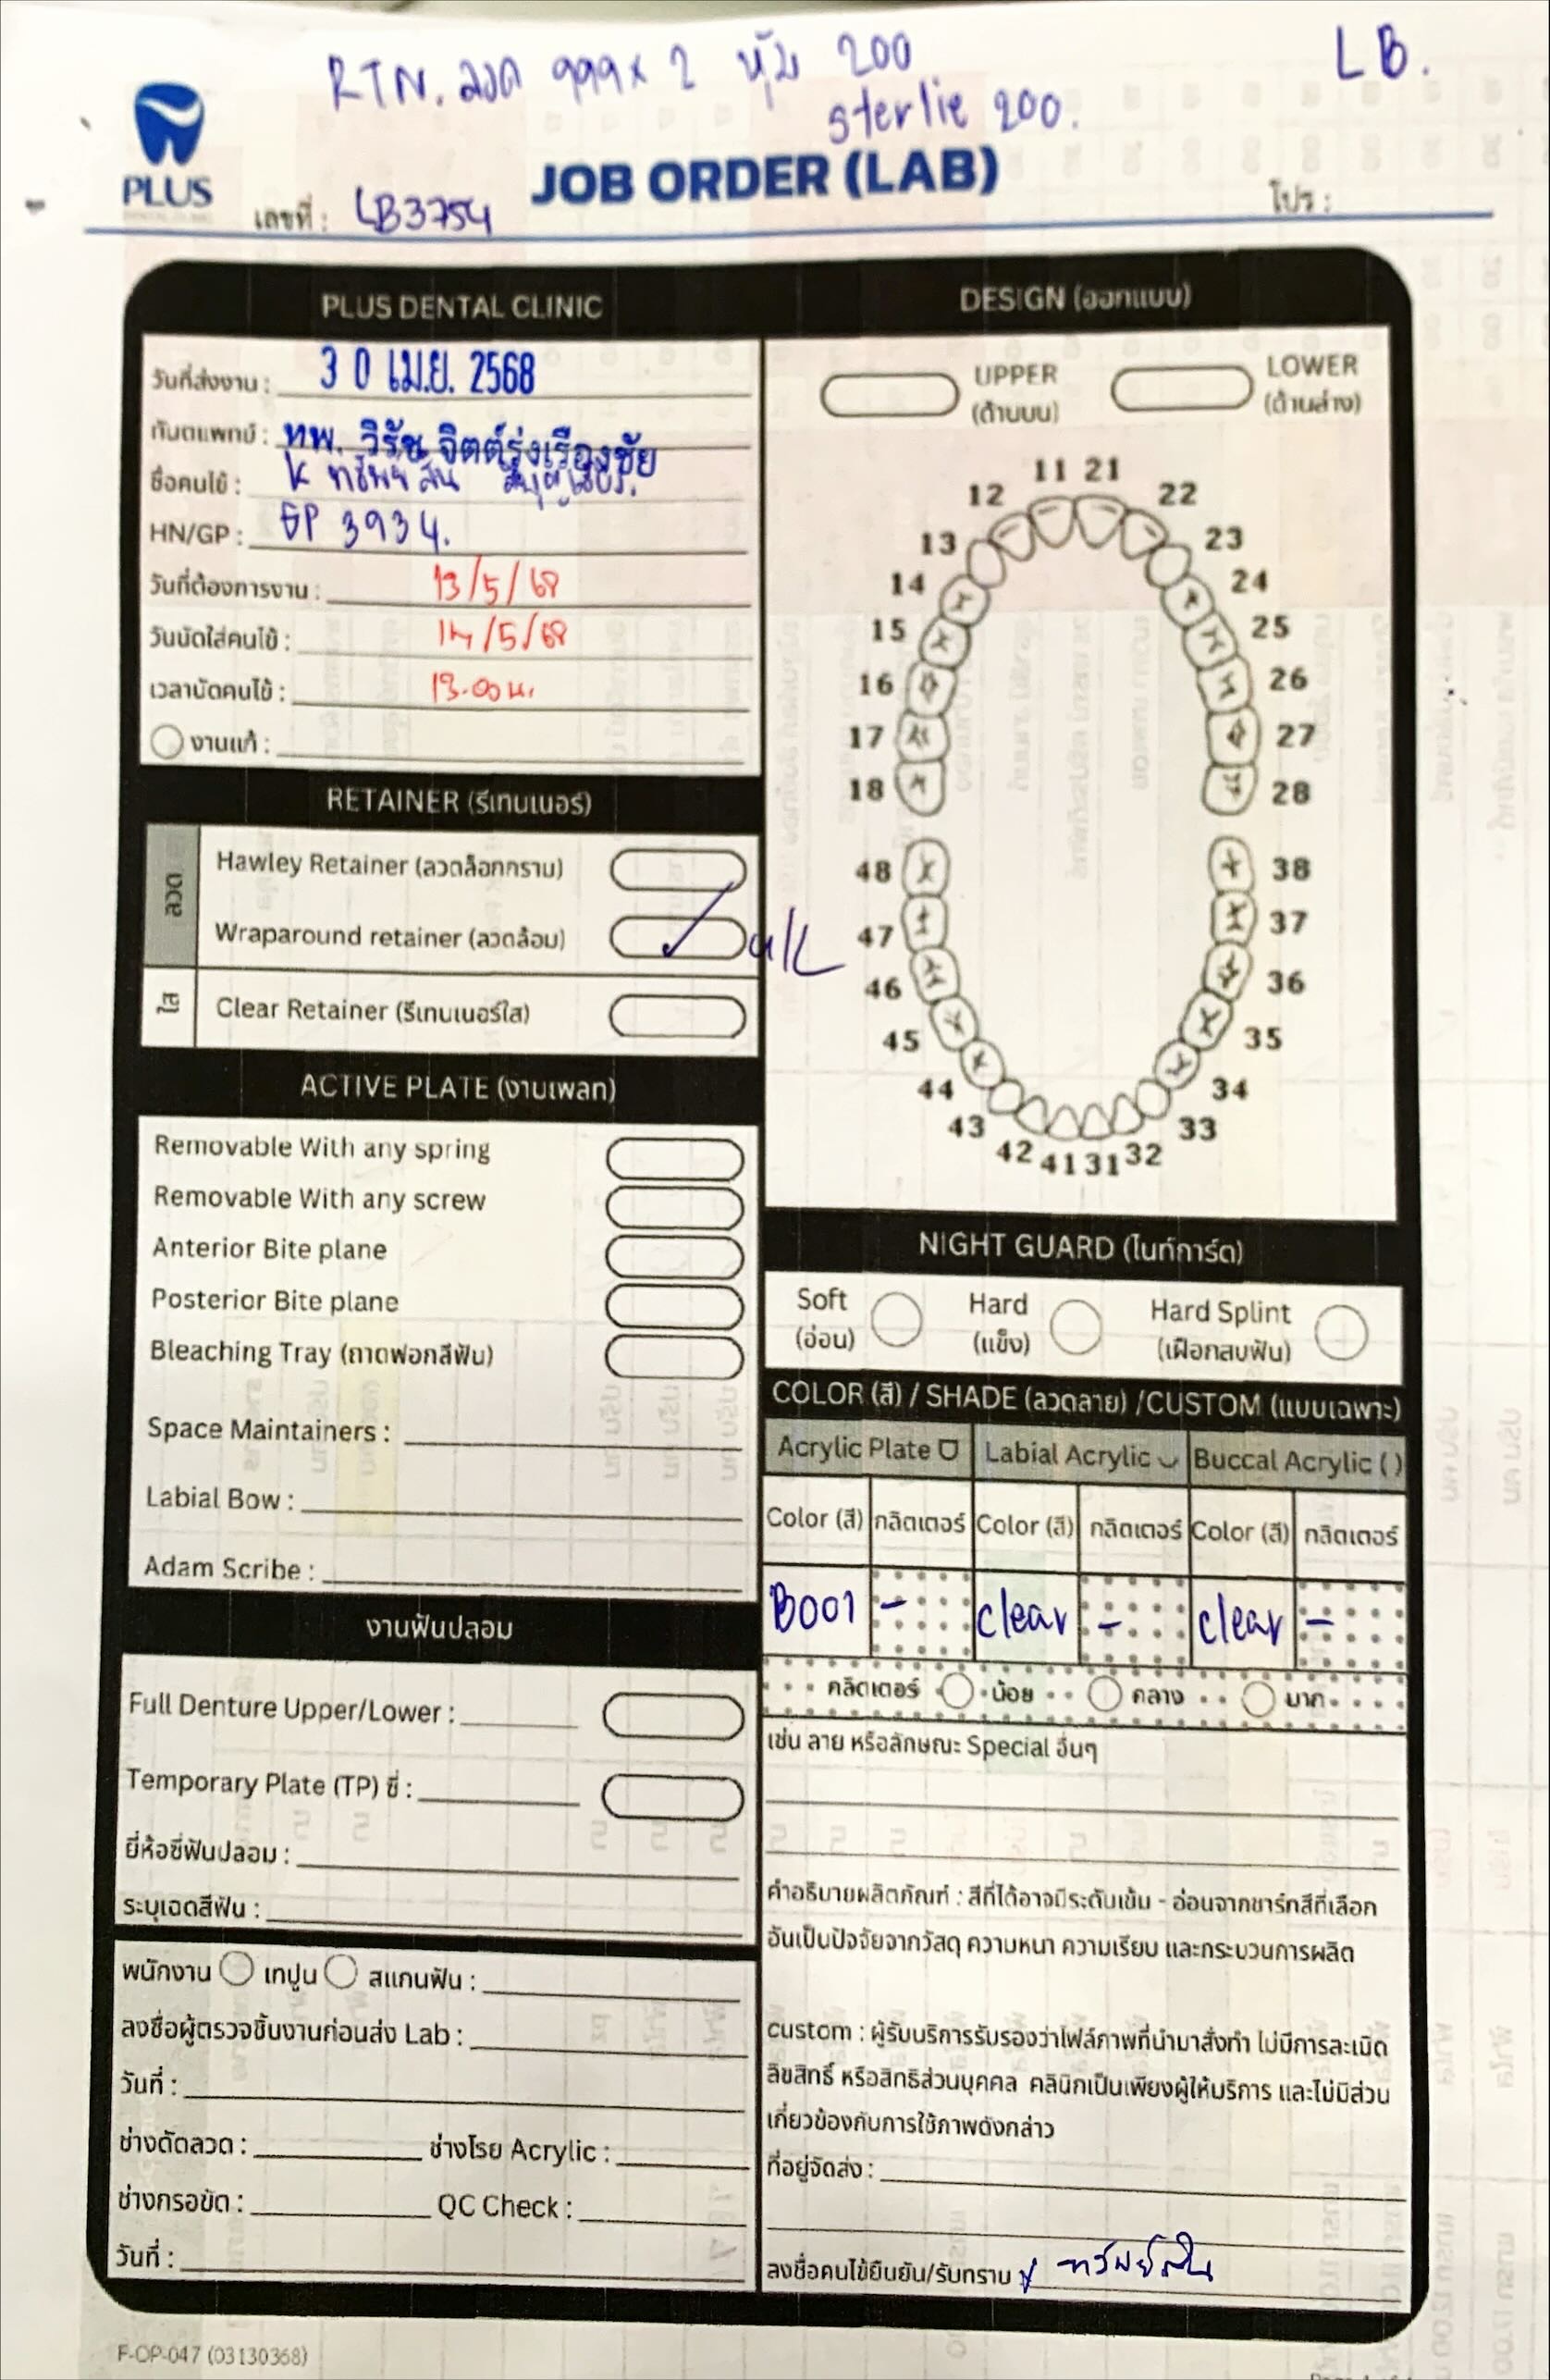 RTN. ลวด 999 x 2 หุ้ม 200
LB.
sterlie 200.
PLUS
JOB ORDER (LAB)
เลขที่ : LB3754
โปร :
PLUS DENTAL CLINIC
วันที่ส่งงาน : 30 เม.ย. 2568
ทันตแพทย์ : ทพ. วิรัช จิตต์รุ่งเรืองชัย
ชื่อคนไข้ : K ทรัพย์สิน
HN/GP : GP 3934.
วันที่ต้องการงาน : 13/5/68
วันนัดใส่คนไข้ : 14/5/68
เวลานัดคนไข้ : 13.00 น.
งานแก้ :
RETAINER (รีเทนเนอร์)
ลวด
Hawley Retainer (ลวดล็อกกราม)
Wraparound retainer (ลวดล้อม) u/L
ใส
Clear Retainer (รีเทนเนอร์ใส)
ACTIVE PLATE (งานเพลท)
Removable With any spring
Removable With any screw
Anterior Bite plane
Posterior Bite plane
Bleaching Tray (ถาดฟอกสีฟัน)
Space Maintainers :
Labial Bow :
Adam Scribe :
งานฟันปลอม
Full Denture Upper/Lower :
Temporary Plate (TP) ซี่ :
ยี่ห้อซี่ฟันปลอม :
ระบุเฉดสีฟัน :
พนักงาน เทปูน สแกนฟัน :
ลงชื่อผู้ตรวจชิ้นงานก่อนส่ง Lab :
วันที่ :
ช่างดัดลวด : ช่างโรย Acrylic :
ช่างกรอขัด : QC Check :
วันที่ :
DESIGN (ออกแบบ)
UPPER (ด้านบน)
LOWER (ด้านล่าง)
11 21
12 22
13 23
14 24
15 25
16 26
17 27
18 28
48 38
47 37
46 36
45 35
44 34
43 33
42 41 31 32
NIGHT GUARD (ไนท์การ์ด)
Soft Hard Hard Splint
(อ่อน) (แข็ง) (เฝือกสบฟัน)
COLOR (สี) / SHADE (ลวดลาย) /CUSTOM (แบบเฉพาะ)
Acrylic Plate Labial Acrylic Buccal Acrylic ( )
Color (สี) กลิตเตอร์ Color (สี) กลิตเตอร์ Color (สี) กลิตเตอร์
B001 - clear - clear -
กลิตเตอร์ น้อย กลาง มาก
เช่น ลาย หรือลักษณะ Special อื่นๆ
คำอธิบายผลิตภัณฑ์ : สีที่ได้อาจมีระดับเข้ม - อ่อนจากชาร์ทสีที่เลือก
อันเป็นปัจจัยจากวัสดุ ความหนา ความเรียบ และกระบวนการผลิต
custom : ผู้รับบริการรับรองว่าไฟล์ภาพที่นำมาสั่งทำ ไม่มีการละเมิด
ลิขสิทธิ์ หรือสิทธิส่วนบุคคล คลินิกเป็นเพียงผู้ให้บริการ และไม่มีส่วน
เกี่ยวข้องกับการใช้ภาพดังกล่าว
ที่อยู่จัดส่ง :
ลงชื่อคนไข้ยืนยัน/รับทราบ ทรัพย์สิน
F-OP-047 (03130368)